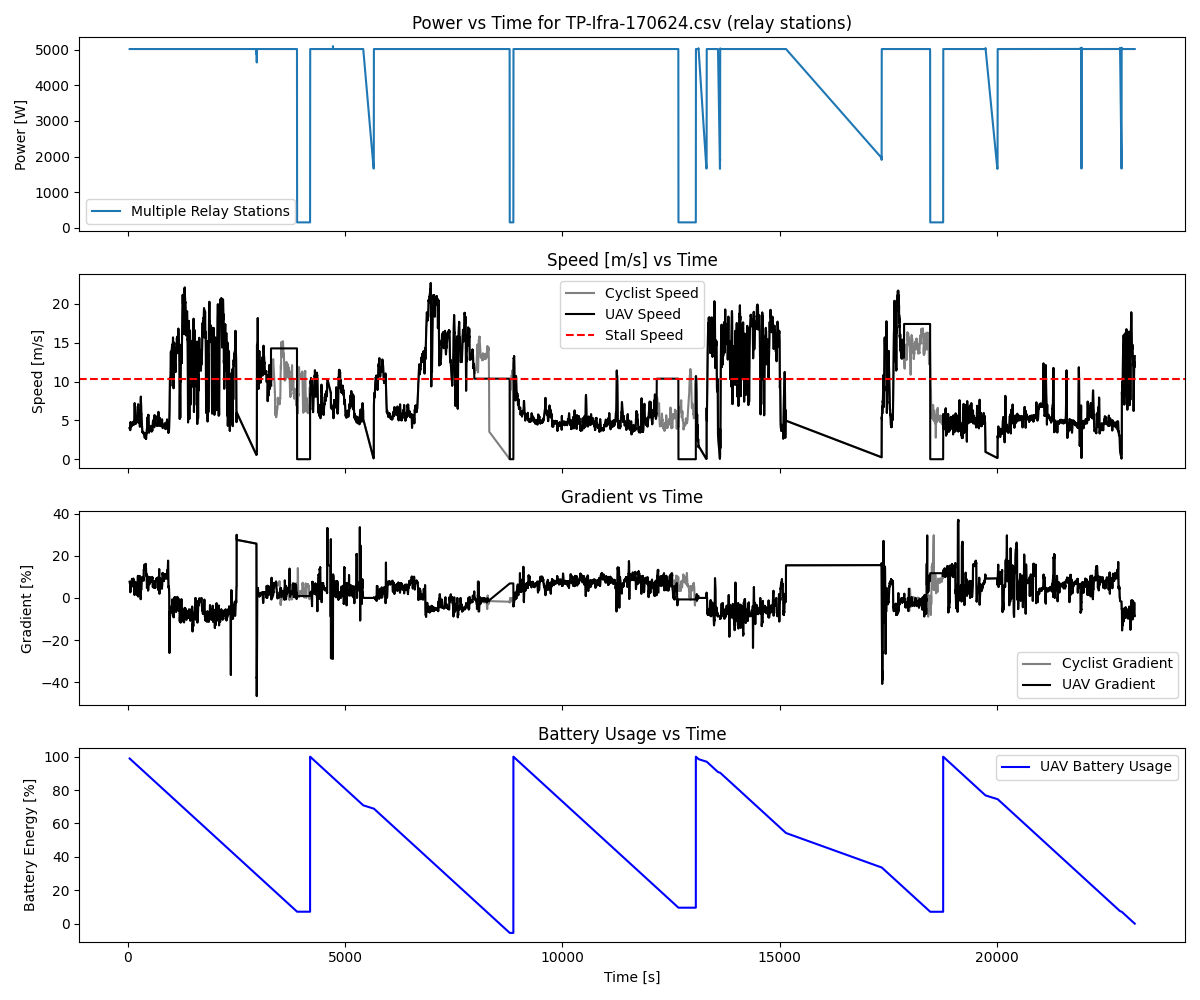 Power vs Time for TP-Ifra-170624.csv (relay stations)
5000
4000
3000
2000
1000
0
Power [W]
Multiple Relay Stations
Speed [m/s] vs Time
20
15
10
5
0
Speed [m/s]
Cyclist Speed
UAV Speed
Stall Speed
Gradient vs Time
40
20
0
−20
−40
Gradient [%]
Cyclist Gradient
UAV Gradient
Battery Usage vs Time
100
80
60
40
20
0
Battery Energy [%]
UAV Battery Usage
0 5000 10000 15000 20000
Time [s]